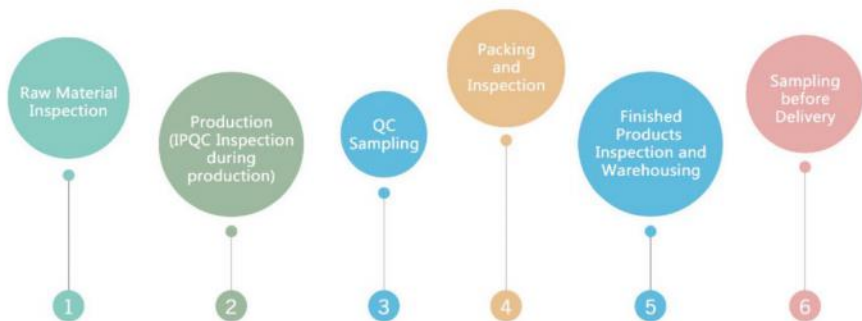 Raw Material
Inspection
Production
(IPQC Inspection
during
production)
QC
Sampling
Packing
and
Inspection
Finished
Products
Inspection and
Warehousing
Sampling
before
Delivery
1
2
3
4
5
6